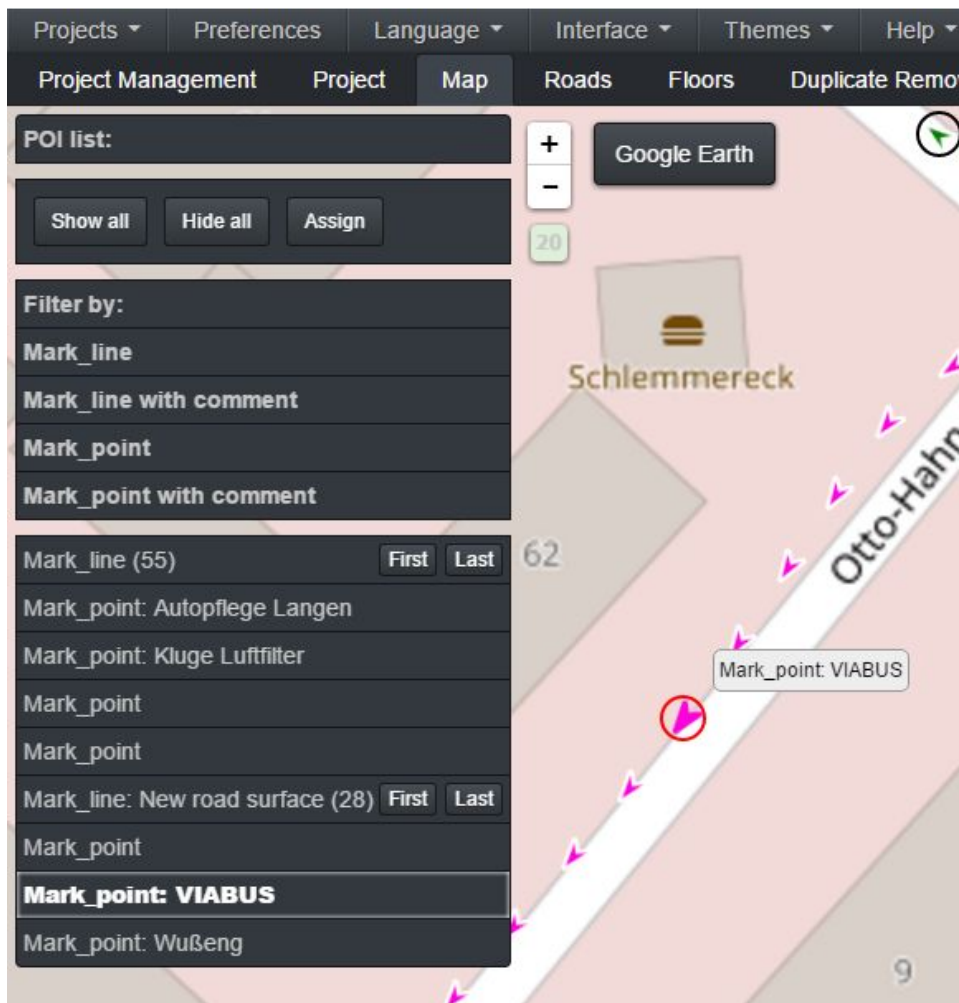 Projects Preferences Language Interface Themes Help
Project Management Project Map Roads Floors Duplicate Remo
POI list:
Show all Hide all Assign
Filter by:
Mark_line
Mark_line with comment
Mark_point
Mark_point with comment
Mark_line (55) First Last
Mark_point: Autopflege Langen
Mark_point: Kluge Luftfilter
Mark_point
Mark_point
Mark_line: New road surface (28) First Last
Mark_point
Mark_point: VIABUS
Mark_point: Wußeng
+
Google Earth
−
20
Schlemmereck
62
Otto-Hahn
Mark_point: VIABUS
9